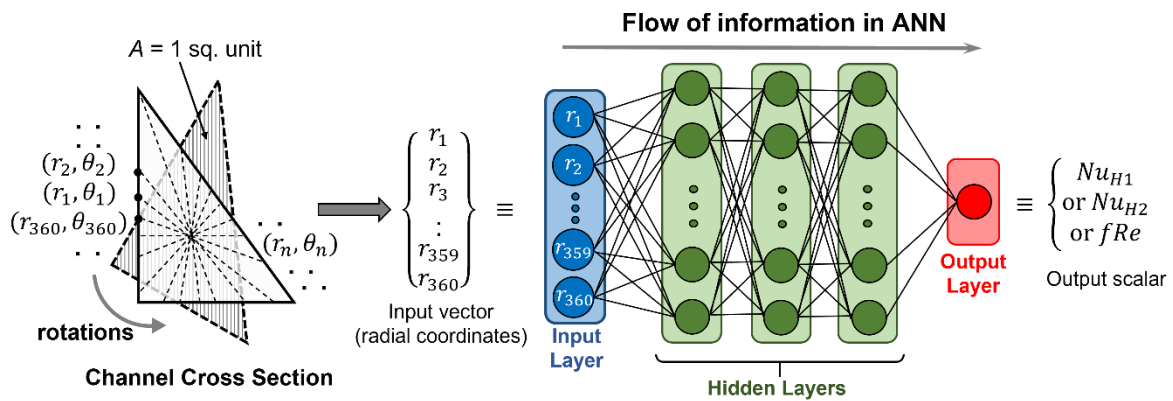 Flow of information in ANN
A = 1 sq. unit
. .
. .
(r₂, θ₂)
(r₁, θ₁)
(r₃₆₀, θ₃₆₀)
. .
. .
(rₙ, θₙ)
. .
rotations
Channel Cross Section
r₁
r₂
r₃
⋮
r₃₅₉
r₃₆₀
Input vector
(radial coordinates)
≡
r₁
r₂
r₃₅₉
r₃₆₀
Input
Layer
Hidden Layers
Output
Layer
≡
Nu_H1
or Nu_H2
or fRe
Output scalar